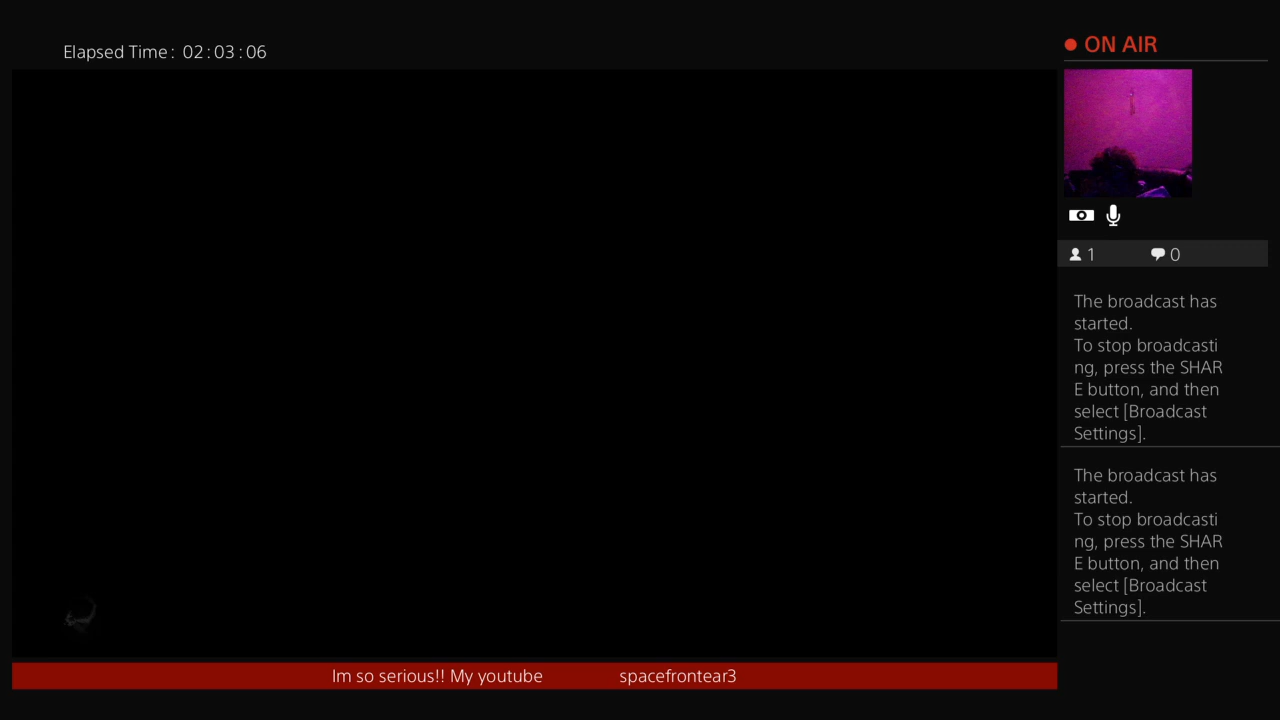 Elapsed Time: 02:03:06
ON AIR
1
0
The broadcast has
started.
To stop broadcasti
ng, press the SHAR
E button, and then
select [Broadcast
Settings].
The broadcast has
started.
To stop broadcasti
ng, press the SHAR
E button, and then
select [Broadcast
Settings].
Im so serious!! My youtube spacefrontear3